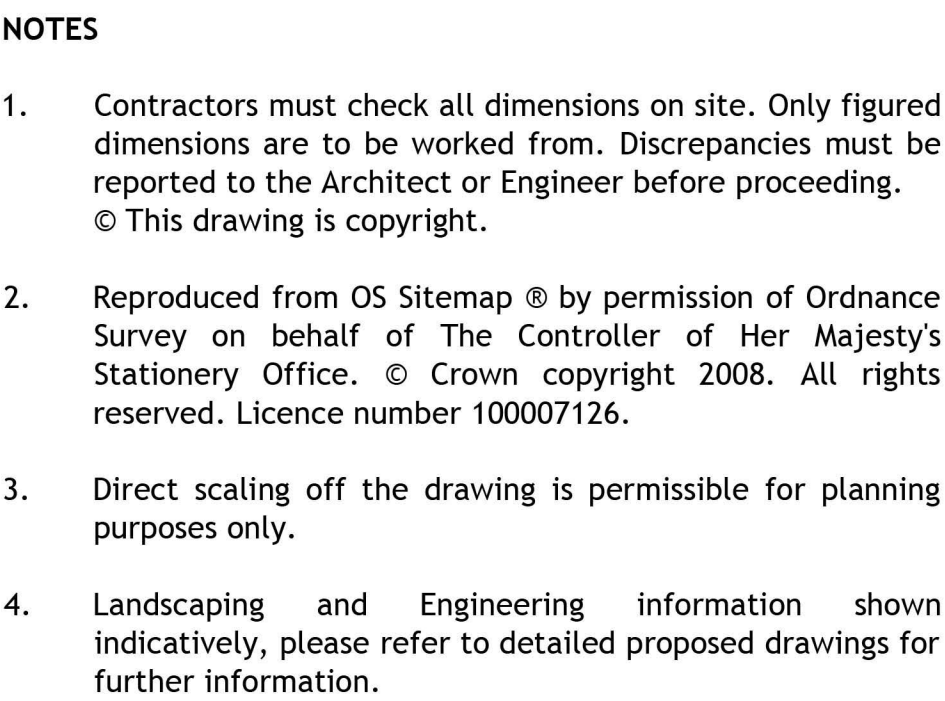 NOTES
1. Contractors must check all dimensions on site. Only figured
dimensions are to be worked from. Discrepancies must be
reported to the Architect or Engineer before proceeding.
© This drawing is copyright.
2. Reproduced from OS Sitemap ® by permission of Ordnance
Survey on behalf of The Controller of Her Majesty's
Stationery Office. © Crown copyright 2008. All rights
reserved. Licence number 100007126.
3. Direct scaling off the drawing is permissible for planning
purposes only.
4. Landscaping and Engineering information shown
indicatively, please refer to detailed proposed drawings for
further information.